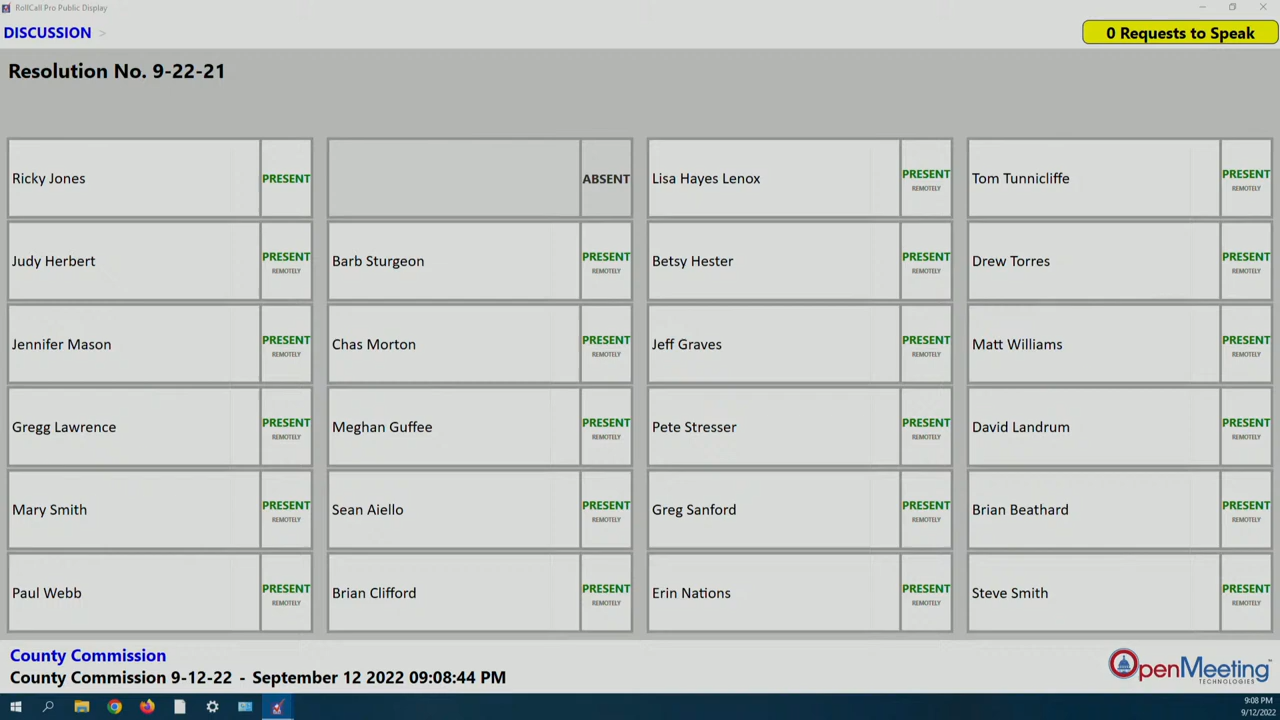 RollCall Pro Public Display
DISCUSSION >
0 Requests to Speak
Resolution No. 9-22-21
Ricky Jones PRESENT
ABSENT
Lisa Hayes Lenox PRESENT REMOTELY
Tom Tunnicliffe PRESENT REMOTELY
Judy Herbert PRESENT REMOTELY
Barb Sturgeon PRESENT REMOTELY
Betsy Hester PRESENT REMOTELY
Drew Torres PRESENT REMOTELY
Jennifer Mason PRESENT REMOTELY
Chas Morton PRESENT REMOTELY
Jeff Graves PRESENT REMOTELY
Matt Williams PRESENT REMOTELY
Gregg Lawrence PRESENT REMOTELY
Meghan Guffee PRESENT REMOTELY
Pete Stresser PRESENT REMOTELY
David Landrum PRESENT REMOTELY
Mary Smith PRESENT REMOTELY
Sean Aiello PRESENT REMOTELY
Greg Sanford PRESENT REMOTELY
Brian Beathard PRESENT REMOTELY
Paul Webb PRESENT REMOTELY
Brian Clifford PRESENT REMOTELY
Erin Nations PRESENT REMOTELY
Steve Smith PRESENT REMOTELY
County Commission
County Commission 9-12-22 - September 12 2022 09:08:44 PM
OpenMeeting
TECHNOLOGIES
9:08 PM
9/12/2022